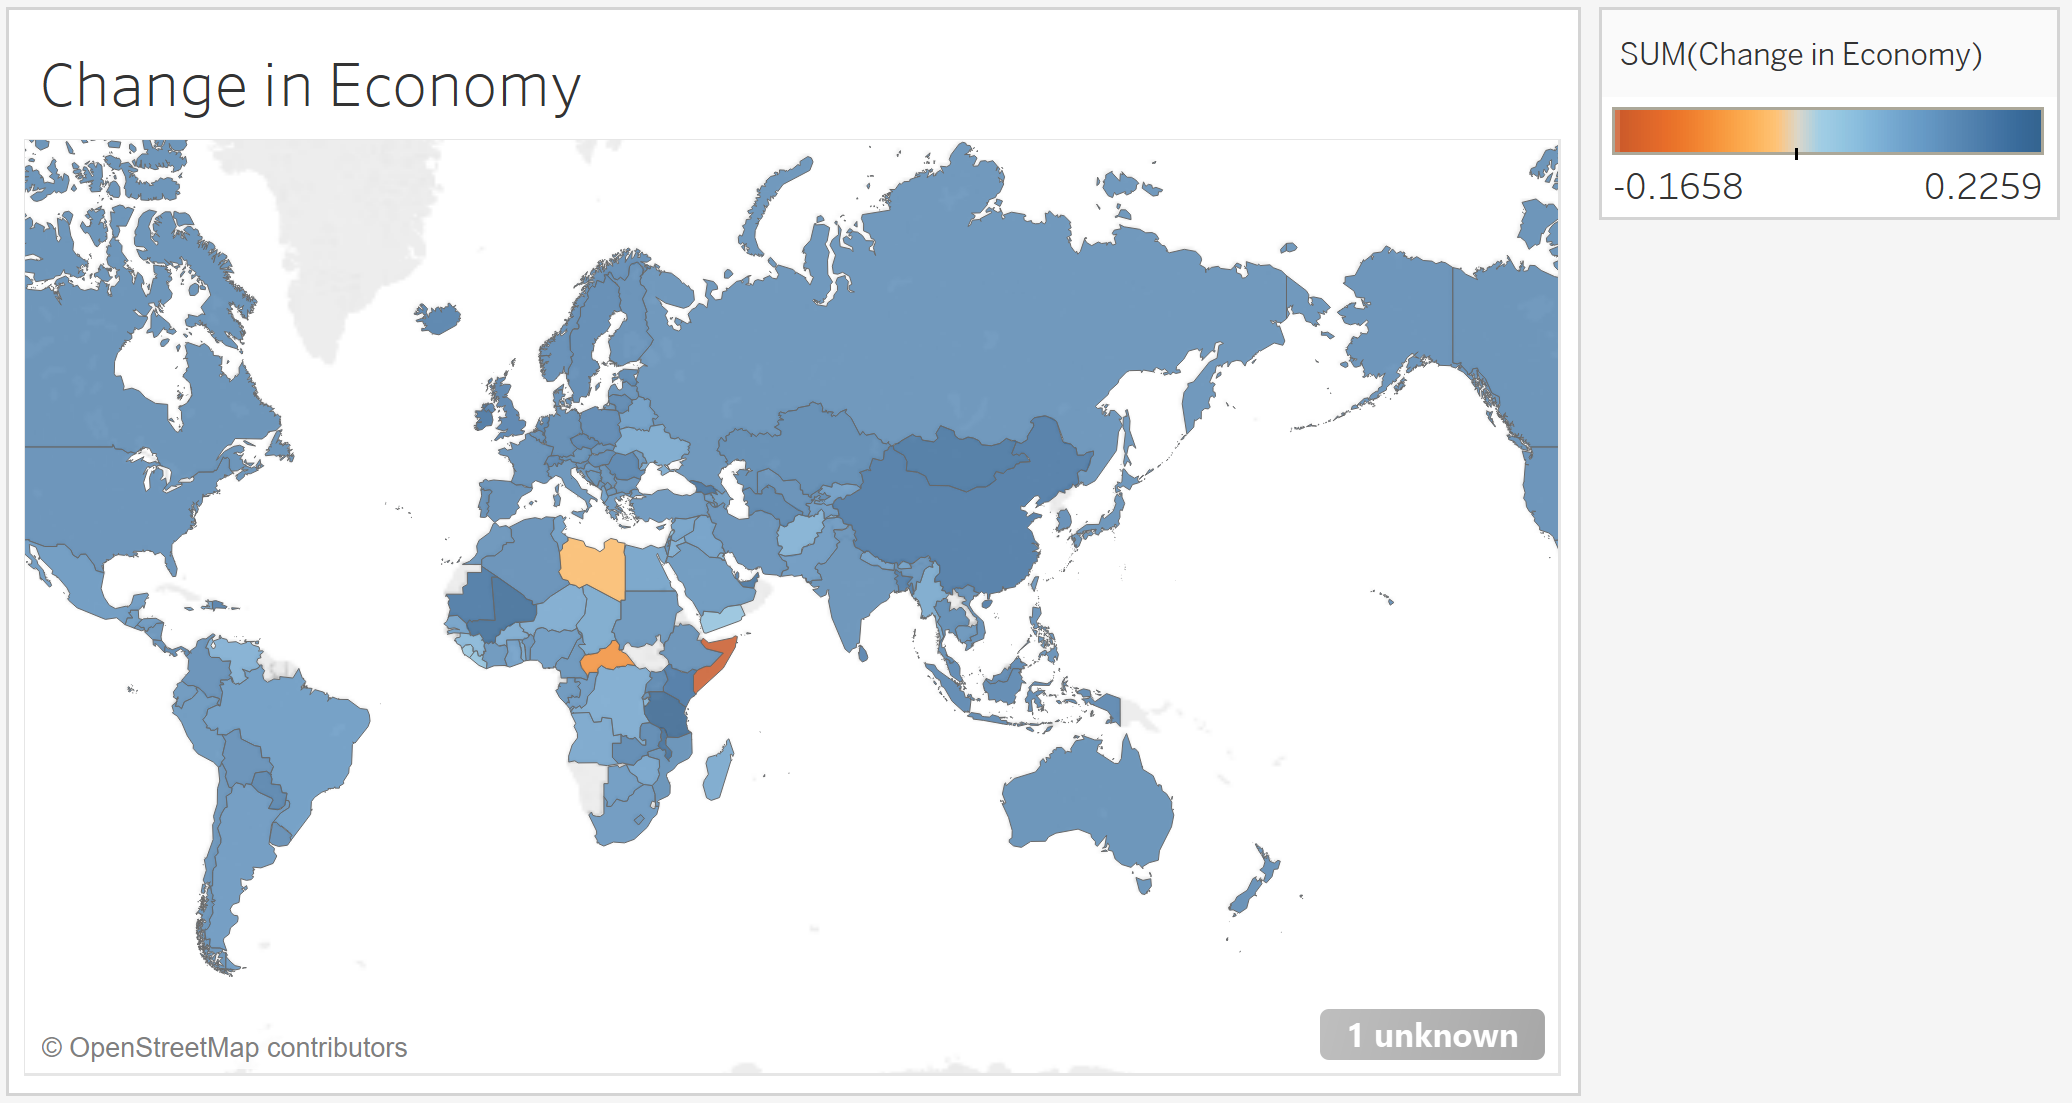 Change in Economy
SUM(Change in Economy)
-0.1658 0.2259
© OpenStreetMap contributors
1 unknown